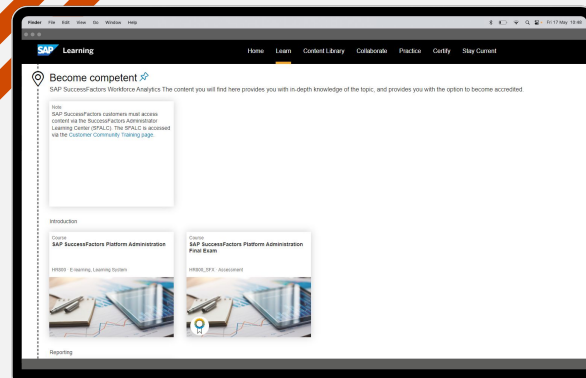 Finder File Edit View Go Window Help
Fri 17 May 10:48
SAP Learning
Home Learn Content Library Collaborate Practice Certify Stay Current
Become competent
SAP SuccessFactors Workforce Analytics The content you will find here provides you with in-depth knowledge of the topic, and provides you with the option to become accredited.
Note
SAP SuccessFactors customers must access
content via the SuccessFactors Administrator
Learning Center (SFALC). The SFALC is accessed
via the Customer Community Training page.
Introduction
Course
SAP SuccessFactors Platform Administration
E-learning, Learning System
Course
SAP SuccessFactors Platform Administration
Final Exam
Assessment
Reporting